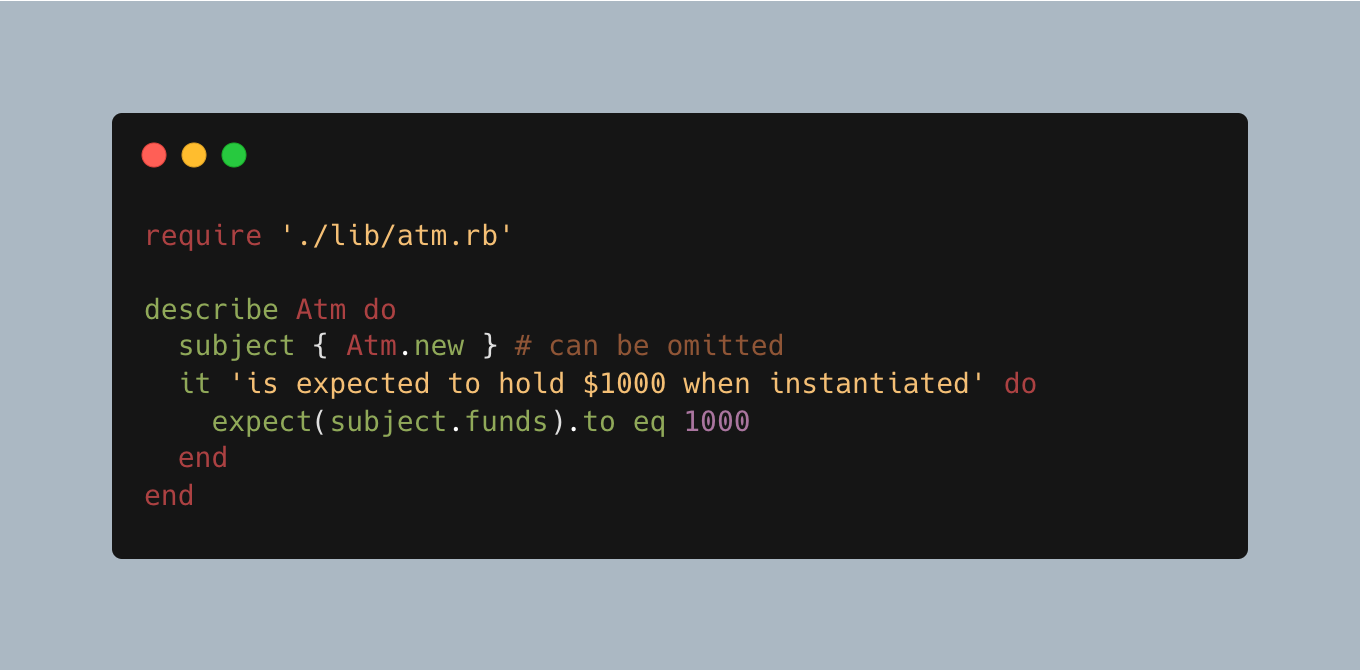 require './lib/atm.rb'

describe Atm do
  subject { Atm.new } # can be omitted
  it 'is expected to hold $1000 when instantiated' do
    expect(subject.funds).to eq 1000
  end
end